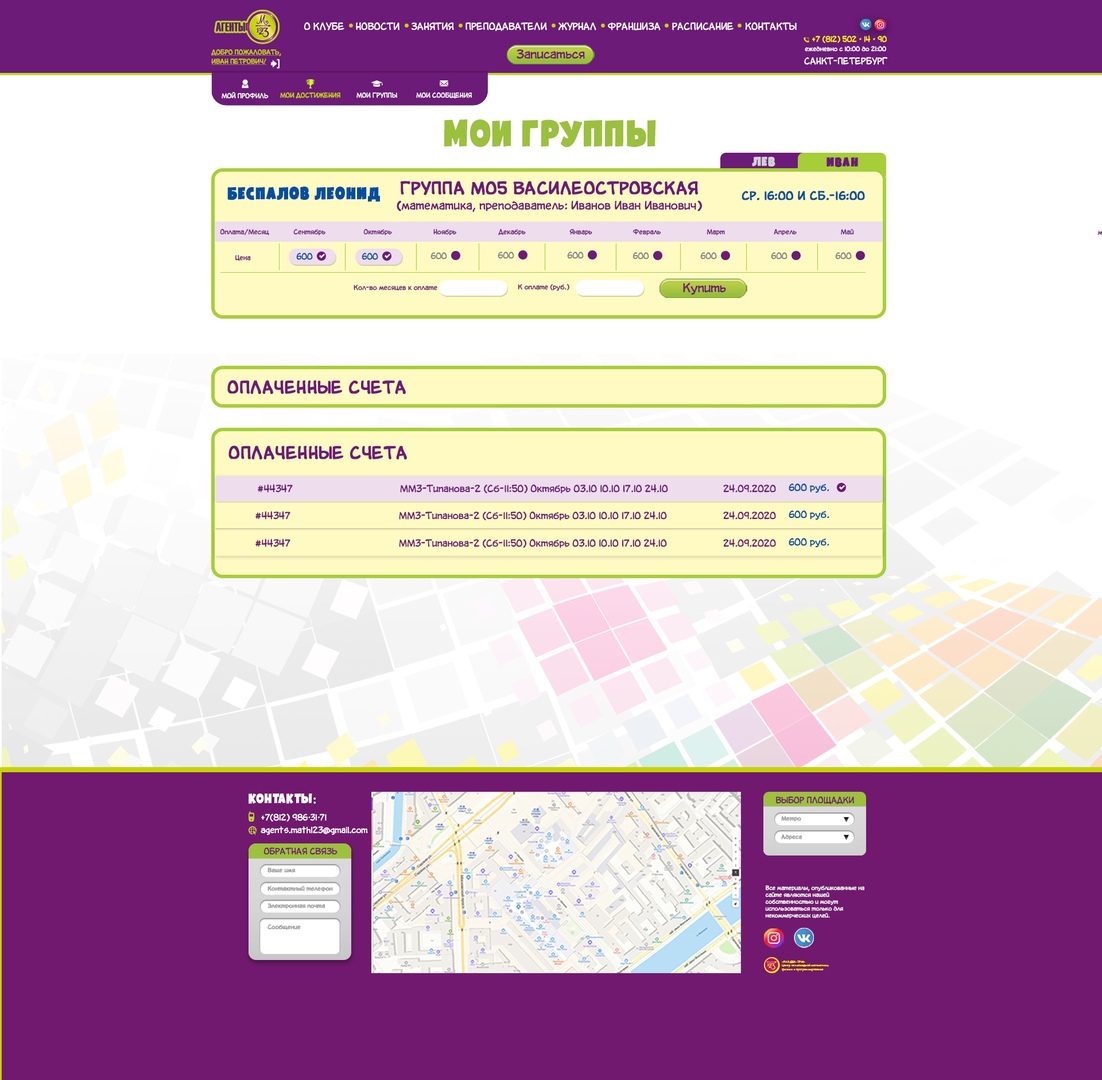 АГЕНТЫ
123
О КЛУБЕ • НОВОСТИ • ЗАНЯТИЯ • ПРЕПОДАВАТЕЛИ • ЖУРНАЛ • ФРАНШИЗА • РАСПИСАНИЕ • КОНТАКТЫ
+7 (812) 502 • 14 • 90
ежедневно с 10:00 до 21:00
САНКТ-ПЕТЕРБУРГ
Записаться
ДОБРО ПОЖАЛОВАТЬ,
ИВАН ПЕТРОВИЧ!
МОЙ ПРОФИЛЬ МОИ ДОСТИЖЕНИЯ МОИ ГРУППЫ МОИ СООБЩЕНИЯ
МОИ ГРУППЫ
ЛЕВ ИВАН
БЕСПАЛОВ ЛЕОНИД
ГРУППА М05 ВАСИЛЕОСТРОВСКАЯ
(математика, преподаватель: Иванов Иван Иванович)
СР. 16:00 И СБ.-16:00
Оплата/Месяц Сентябрь Октябрь Ноябрь Декабрь Январь Февраль Март Апрель Май
Цена 600 600 600 600 600 600 600 600 600
Кол-во месяцев к оплате К оплате (руб.) Купить
ОПЛАЧЕННЫЕ СЧЕТА
ОПЛАЧЕННЫЕ СЧЕТА
#44347 ММ3-Типанова-2 (Сб-11:50) Октябрь 03.10 10.10 17.10 24.10 24.09.2020 600 руб.
#44347 ММ3-Типанова-2 (Сб-11:50) Октябрь 03.10 10.10 17.10 24.10 24.09.2020 600 руб.
#44347 ММ3-Типанова-2 (Сб-11:50) Октябрь 03.10 10.10 17.10 24.10 24.09.2020 600 руб.
КОНТАКТЫ:
+7(812) 986-31-71
agents.math123@gmail.com
ОБРАТНАЯ СВЯЗЬ
Ваше имя
Контактный телефон
Электронная почта
Сообщение
ВЫБОР ПЛОЩАДКИ
Метро
Адреса
Все материалы, опубликованные на
сайте являются нашей
собственностью и могут
использоваться только для
некоммерческих целей.